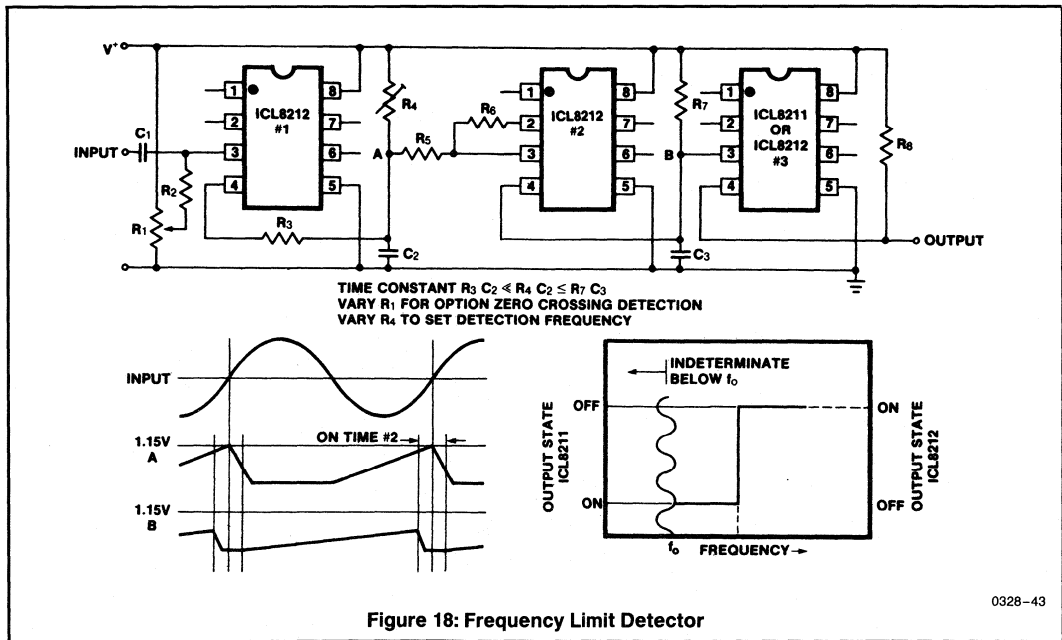 V+
INPUT
C1
R1
R2
1
2
3
4
ICL8212
#1
8
7
6
5
R3
R4
A
R5
C2
R6
1
2
3
4
ICL8212
#2
8
7
6
5
R7
B
C3
1
2
3
4
ICL8211
OR
ICL8212
#3
8
7
6
5
R8
OUTPUT
TIME CONSTANT R3 C2 ≪ R4 C2 ≤ R7 C3
VARY R1 FOR OPTION ZERO CROSSING DETECTION
VARY R4 TO SET DETECTION FREQUENCY
INPUT
1.15V
A
ON TIME #2
1.15V
B
INDETERMINATE
BELOW fo
OUTPUT STATE
ICL8211
OFF
ON
ON
OFF
OUTPUT STATE
ICL8212
fo
FREQUENCY→
0328–43
Figure 18: Frequency Limit Detector